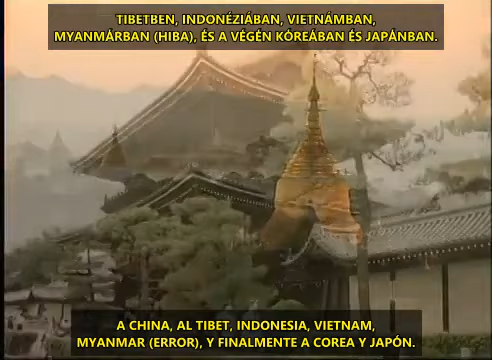 TIBETBEN, INDONÉZIÁBAN, VIETNÁMBAN,
MYANMÁRBAN (HIBA), ÉS A VÉGÉN KÓREÁBAN ÉS JAPÁNBAN.
A CHINA, AL TIBET, INDONESIA, VIETNAM,
MYANMAR (ERROR), Y FINALMENTE A COREA Y JAPÓN.